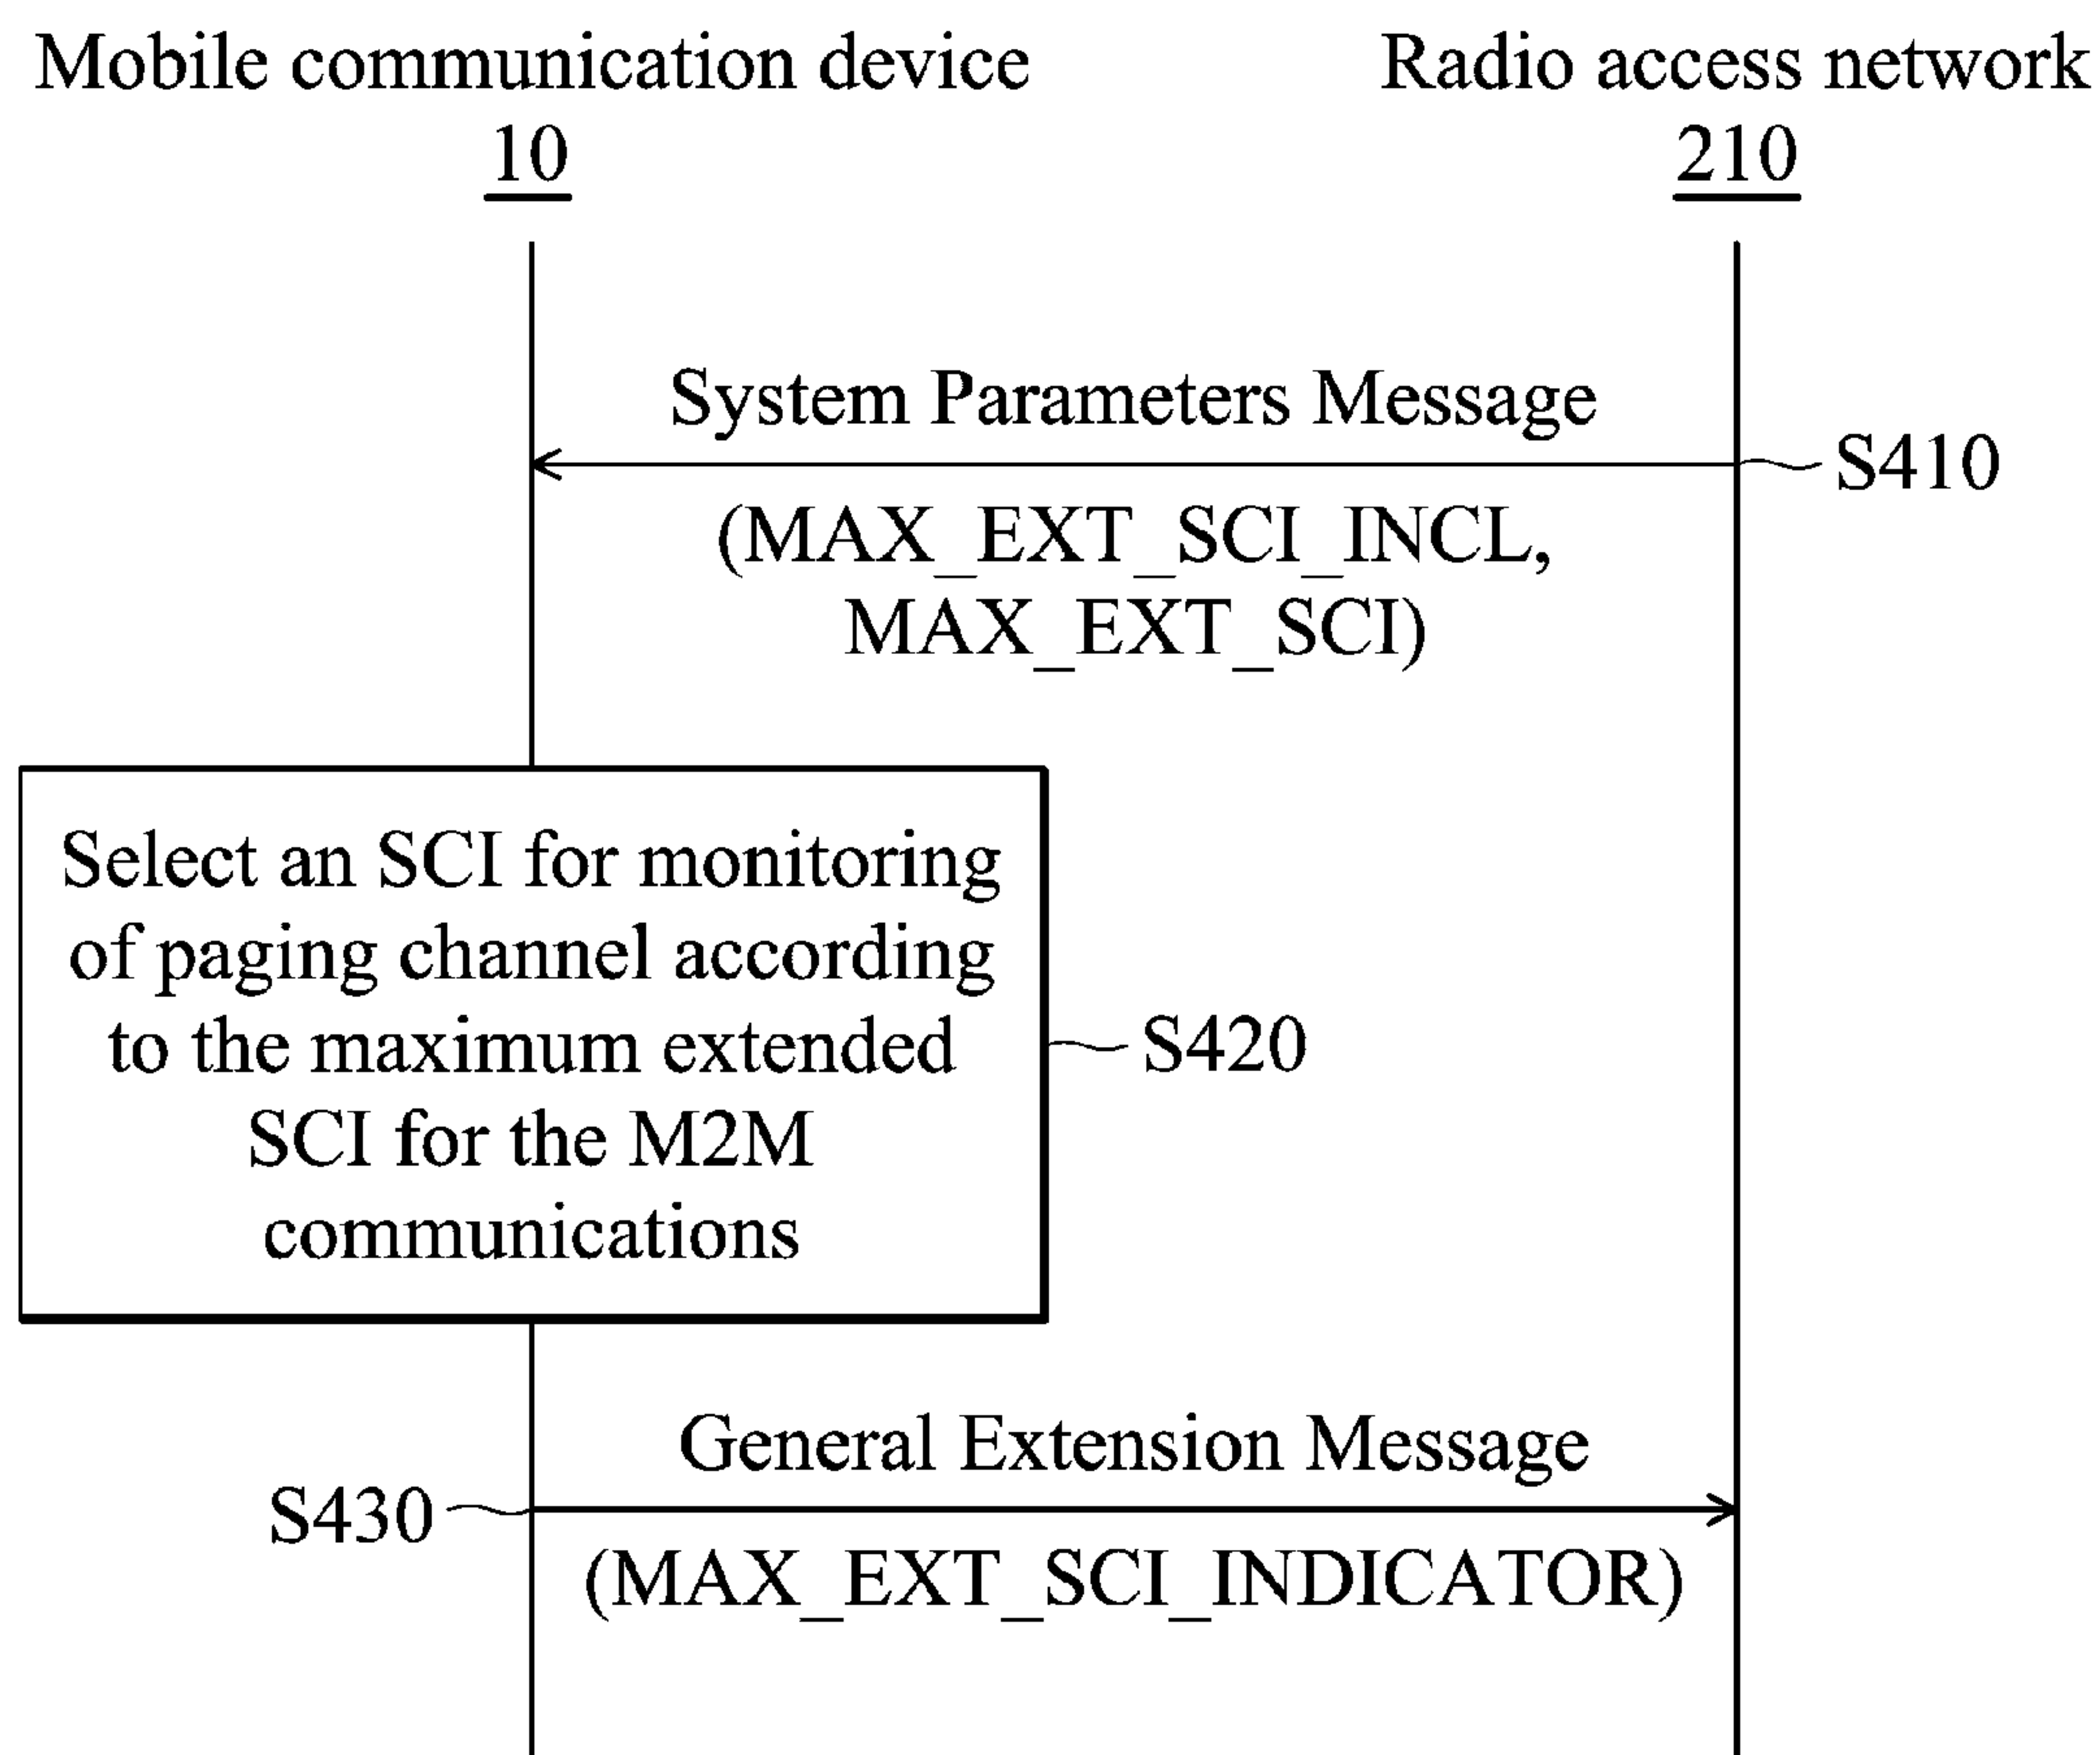 Mobile communication device
10
Radio access network
210
System Parameters Message
S410
(MAX_EXT_SCI_INCL,
MAX_EXT_SCI)
Select an SCI for monitoring
of paging channel according
to the maximum extended
SCI for the M2M
communications
S420
General Extension Message
S430
(MAX_EXT_SCI_INDICATOR)